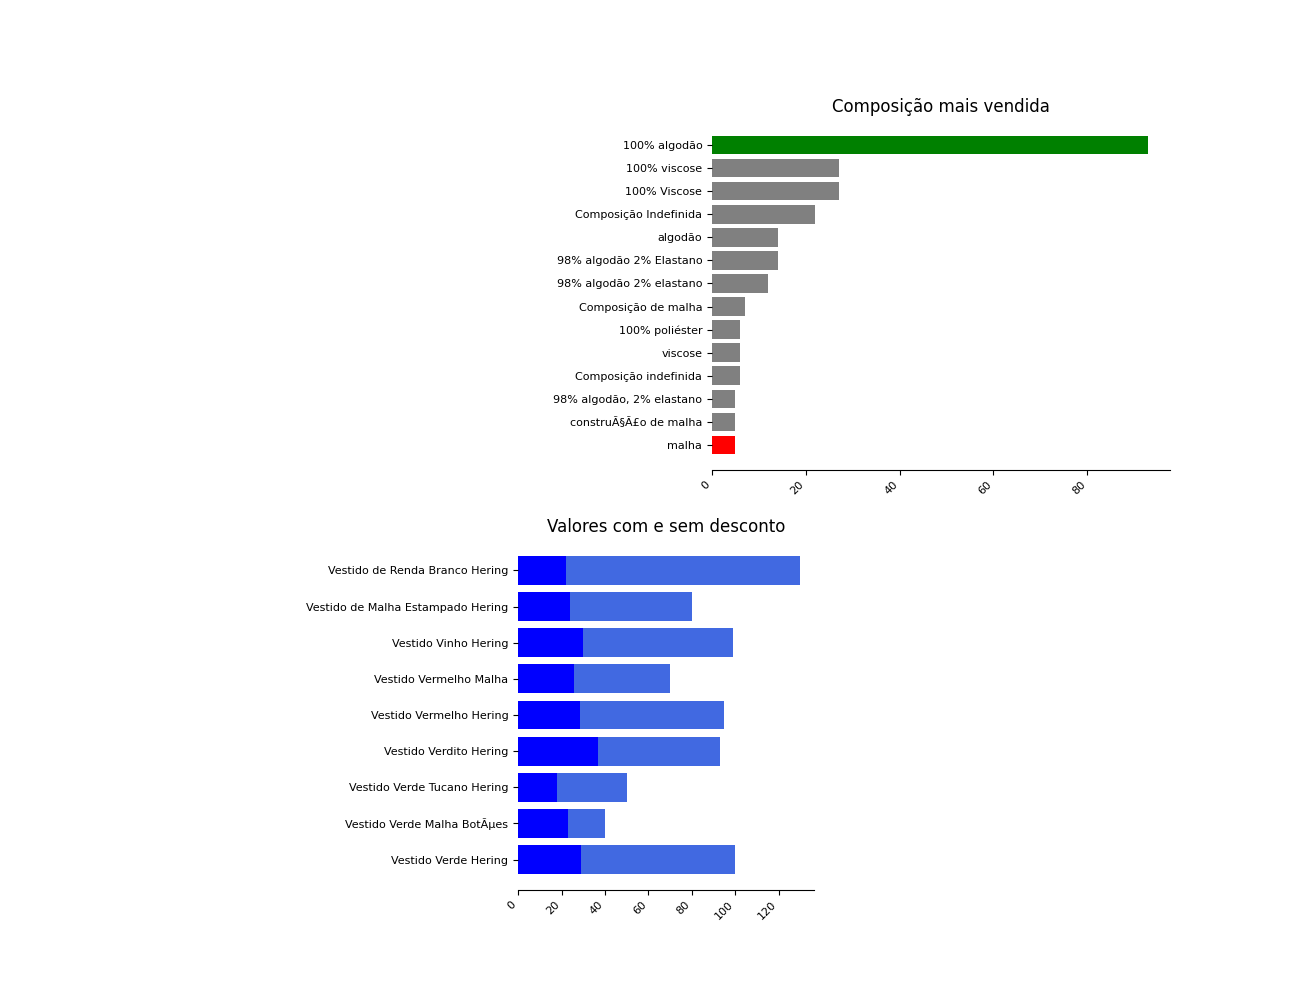 Composição mais vendida
100% algodão
100% viscose
100% Viscose
Composição Indefinida
algodão
98% algodão 2% Elastano
98% algodão 2% elastano
Composição de malha
100% poliéster
viscose
Composição indefinida
98% algodão, 2% elastano
construÃ§Ã£o de malha
malha
0 20 40 60 80
Valores com e sem desconto
Vestido de Renda Branco Hering
Vestido de Malha Estampado Hering
Vestido Vinho Hering
Vestido Vermelho Malha
Vestido Vermelho Hering
Vestido Verdito Hering
Vestido Verde Tucano Hering
Vestido Verde Malha BotÃµes
Vestido Verde Hering
0 20 40 60 80 100 120